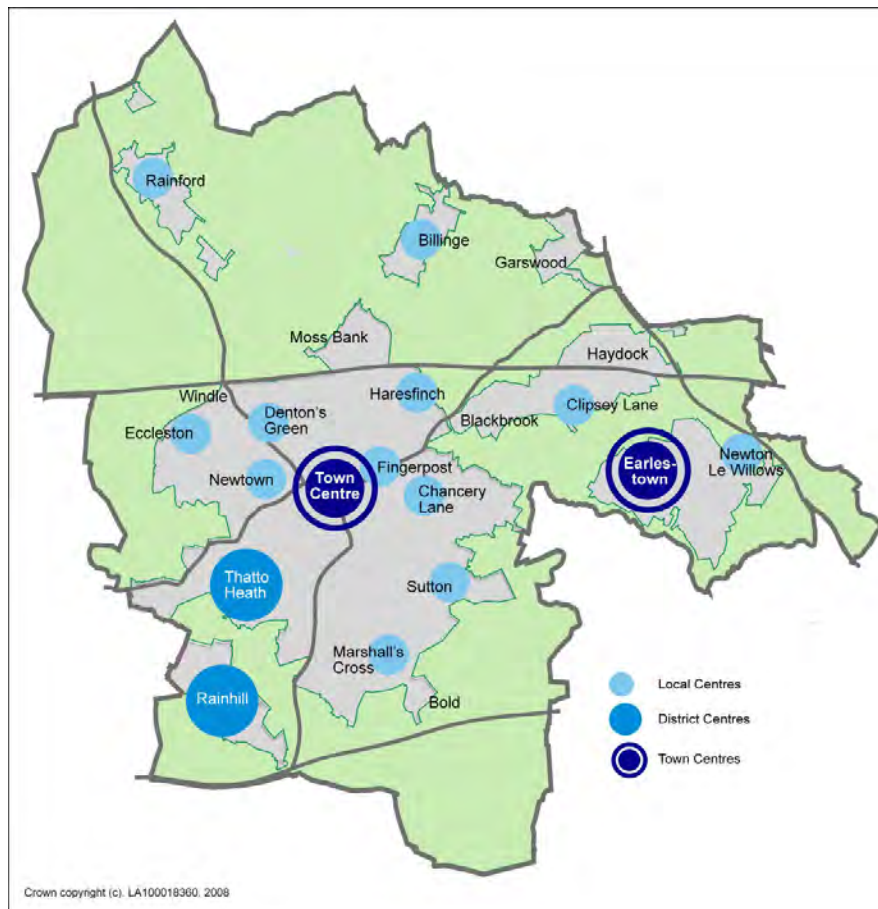 Rainford
Billinge
Garswood
Moss Bank
Haydock
Windle
Haresfinch
Denton's
Green
Clipsey Lane
Blackbrook
Eccleston
Newtown
Town
Centre
Fingerpost
Chancery
Lane
Earles-
town
Newton
Le Willows
Thatto
Heath
Sutton
Marshall's
Cross
Rainhill
Bold
Local Centres
District Centres
Town Centres
Crown copyright (c). LA100018360, 2008